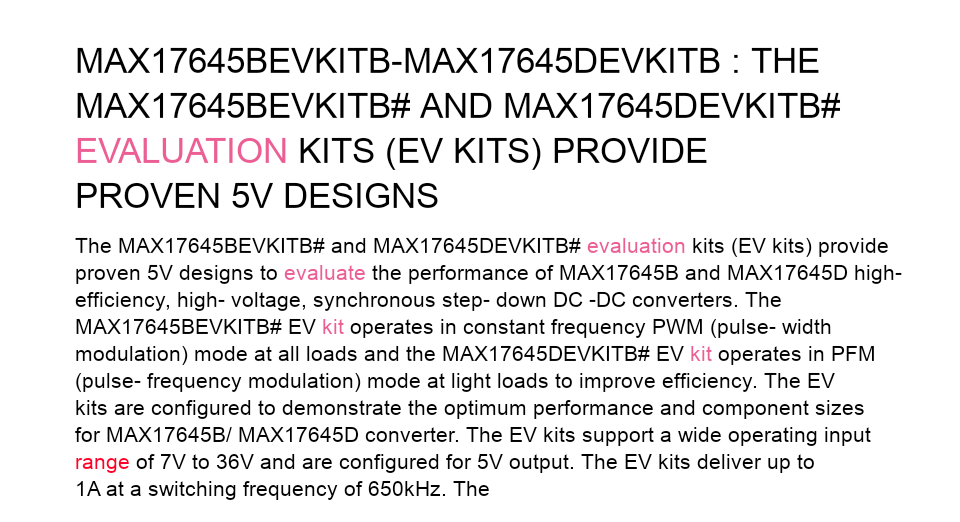 MAX17645BEVKITB-MAX17645DEVKITB : THE
MAX17645BEVKITB# AND MAX17645DEVKITB#
EVALUATION KITS (EV KITS) PROVIDE
PROVEN 5V DESIGNS
The MAX17645BEVKITB# and MAX17645DEVKITB# evaluation kits (EV kits) provide
proven 5V designs to evaluate the performance of MAX17645B and MAX17645D high-
efficiency, high- voltage, synchronous step- down DC -DC converters. The
MAX17645BEVKITB# EV kit operates in constant frequency PWM (pulse- width
modulation) mode at all loads and the MAX17645DEVKITB# EV kit operates in PFM
(pulse- frequency modulation) mode at light loads to improve efficiency. The EV
kits are configured to demonstrate the optimum performance and component sizes
for MAX17645B/ MAX17645D converter. The EV kits support a wide operating input
range of 7V to 36V and are configured for 5V output. The EV kits deliver up to
1A at a switching frequency of 650kHz. The